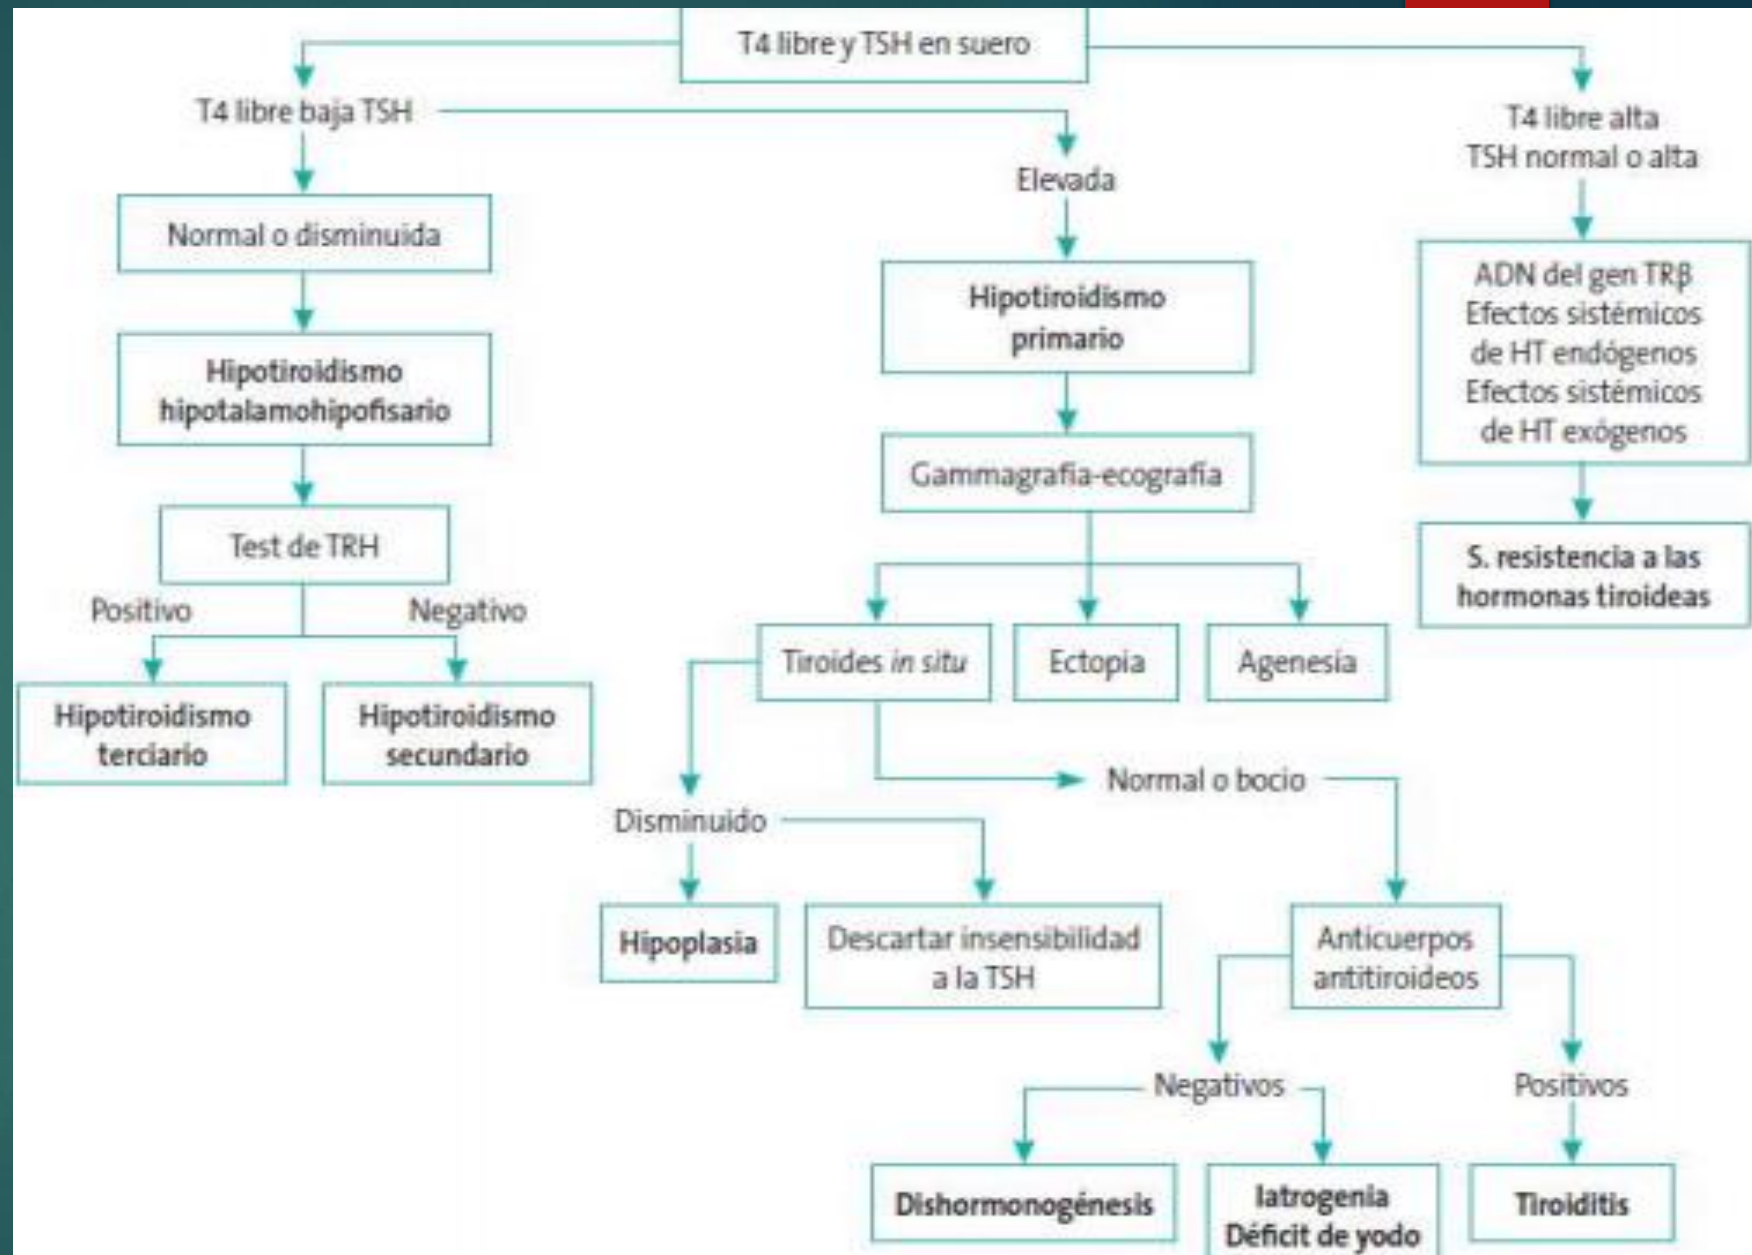 T4 libre y TSH en suero
T4 libre baja TSH
Normal o disminuida
Hipotiroidismo
hipotalamohipofisario
Test de TRH
Positivo
Negativo
Hipotiroidismo
terciario
Hipotiroidismo
secundario
Elevada
Hipotiroidismo
primario
Gammagrafía-ecografía
Tiroides in situ
Ectopia
Agenesia
Disminuido
Normal o bocio
Hipoplasia
Descartar insensibilidad
a la TSH
Anticuerpos
antitiroideos
Negativos
Positivos
Dishormonogénesis
Iatrogenia
Déficit de yodo
Tiroiditis
T4 libre alta
TSH normal o alta
ADN del gen TRβ
Efectos sistémicos
de HT endógenos
Efectos sistémicos
de HT exógenos
S. resistencia a las
hormonas tiroideas